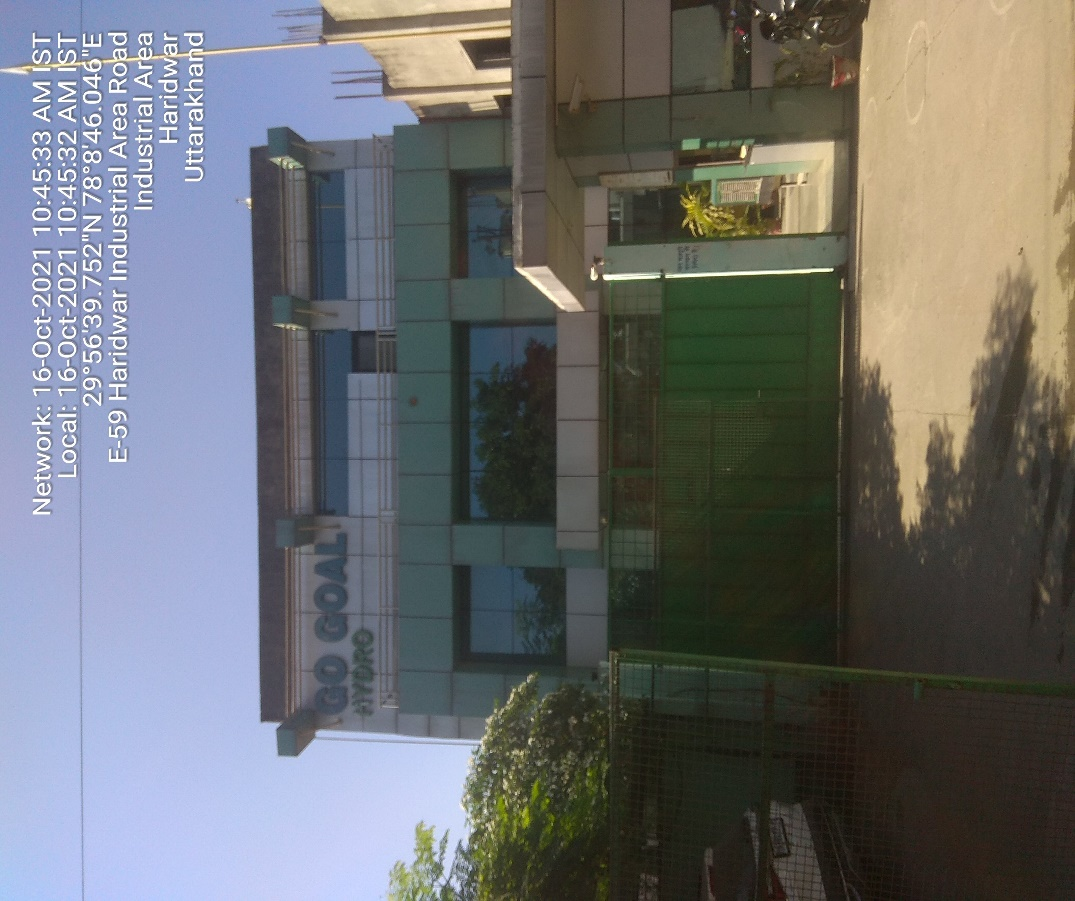 Network: 16-Oct-2021 10:45:33 AM IST
Local: 16-Oct-2021 10:45:32 AM IST
29°56'39.752"N 78°8'46.046"E
E-59 Haridwar Industrial Area Road
Industrial Area
Haridwar
Uttarakhand
GO GOAL
HYDRO